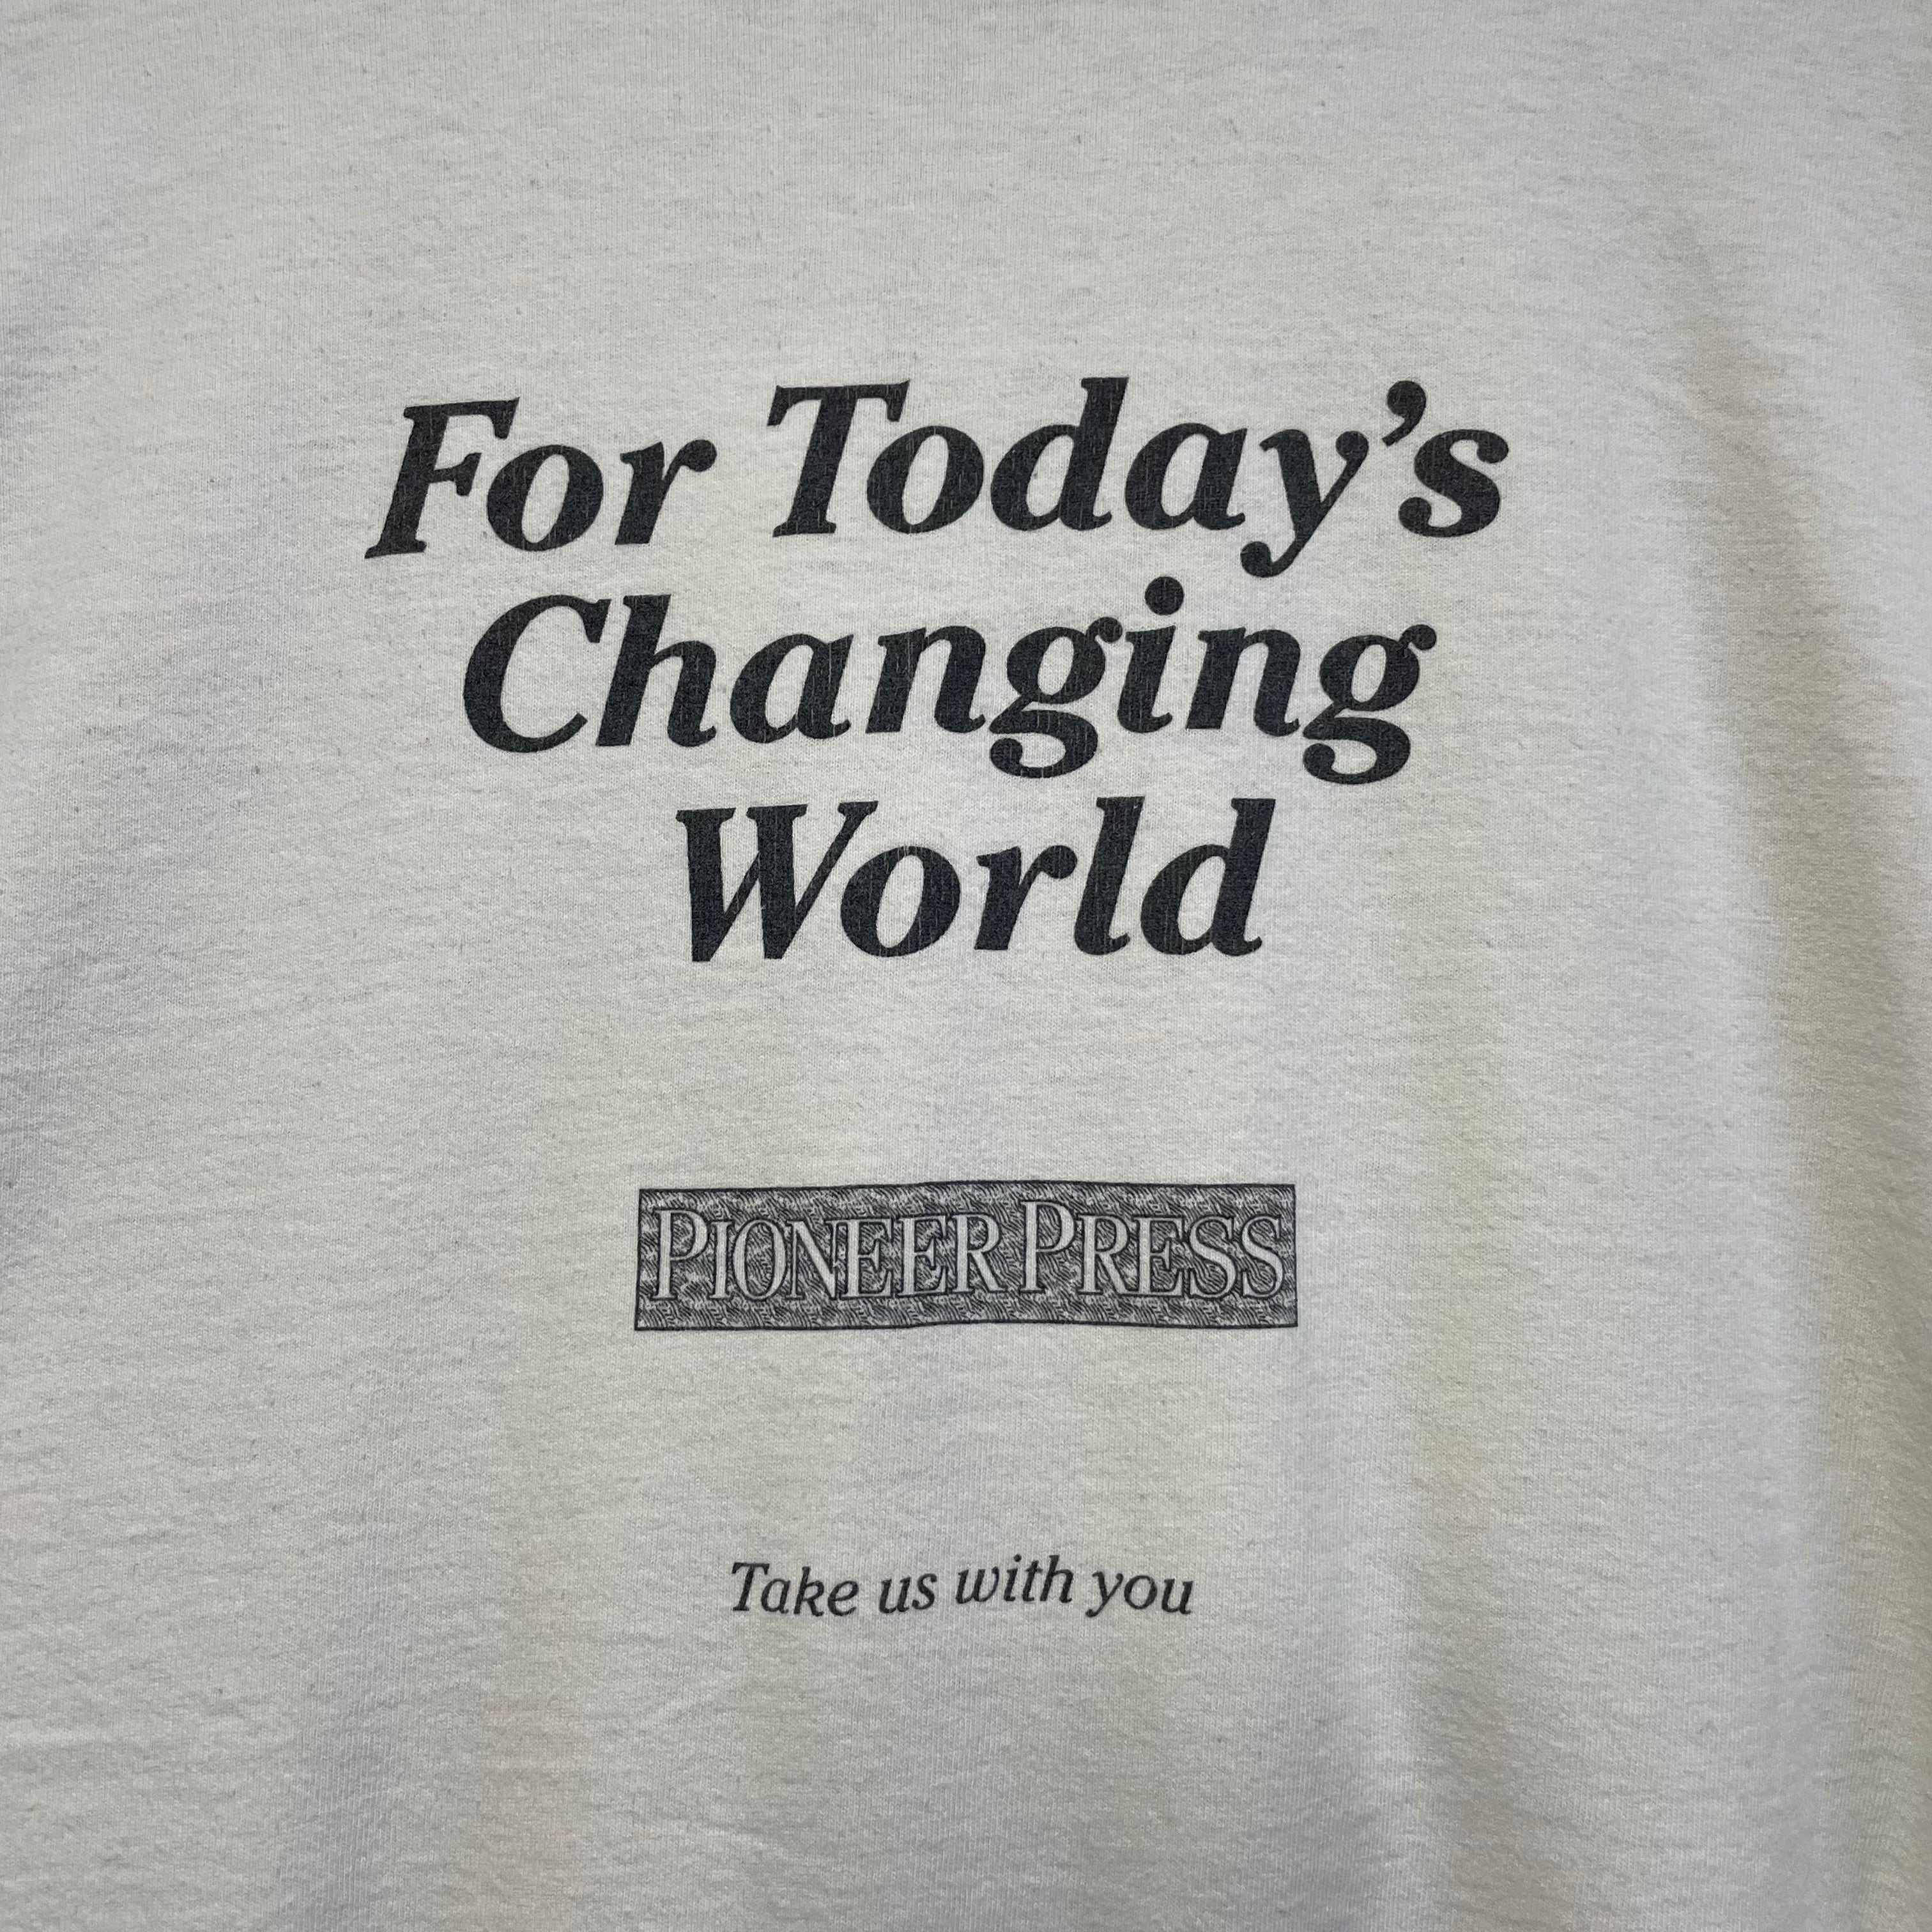 For Today’s
Changing
World
PIONEER PRESS
Take us with you